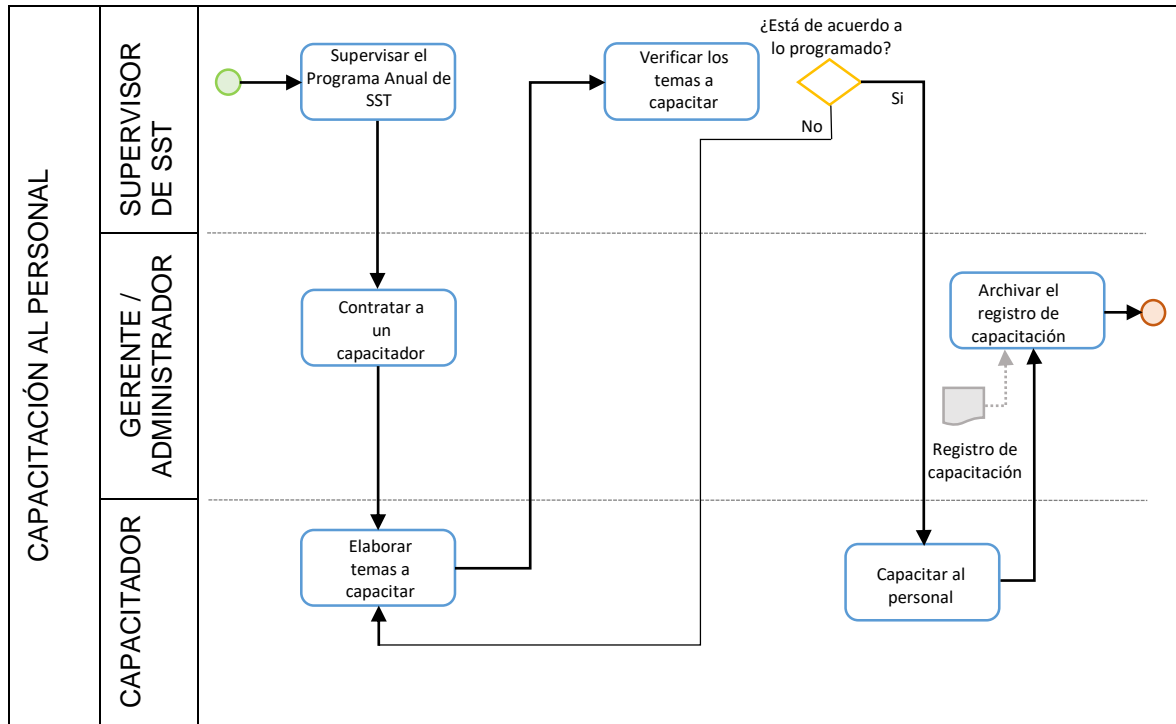 CAPACITACIÓN AL PERSONAL
SUPERVISOR
DE SST
Supervisar el
Programa Anual de
SST
Verificar los
temas a
capacitar
¿Está de acuerdo a
lo programado?
Si
No
GERENTE /
ADMINISTRADOR
Contratar a
un
capacitador
Archivar el
registro de
capacitación
Registro de
capacitación
CAPACITADOR
Elaborar
temas a
capacitar
Capacitar al
personal